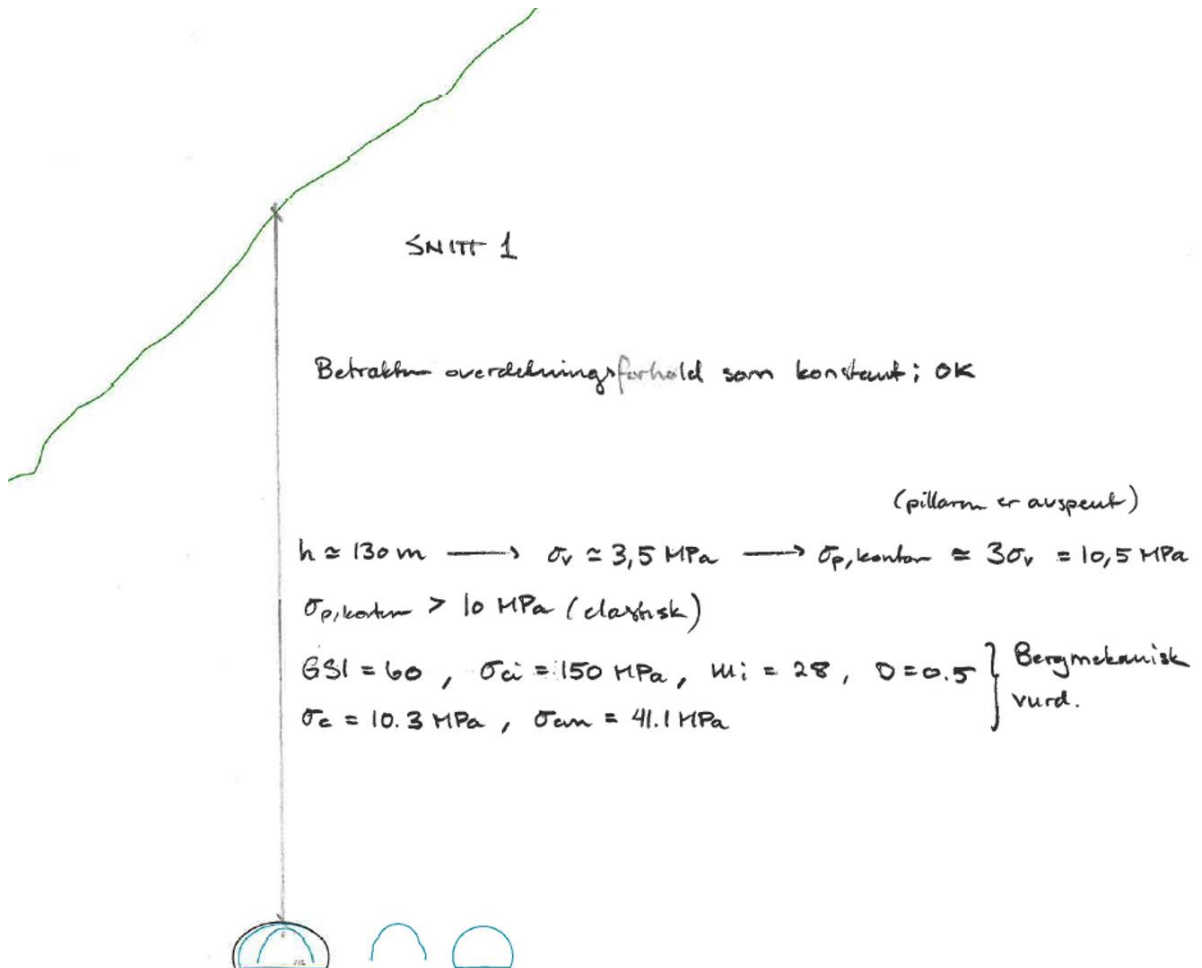 SNITT 1
Betrakter overdekningsforhold som konstant; OK
(pillaren er avspent)
h ≃ 130 m ⟶ σv ≃ 3,5 MPa ⟶ σp,kontur ≃ 3σv = 10,5 MPa
σp,kontur > 10 MPa (elastisk)
GSI = 60 , σci = 150 MPa, mi = 28, D=0.5 } Bergmekanisk
σc = 10.3 MPa , σcm = 41.1 MPa vurd.